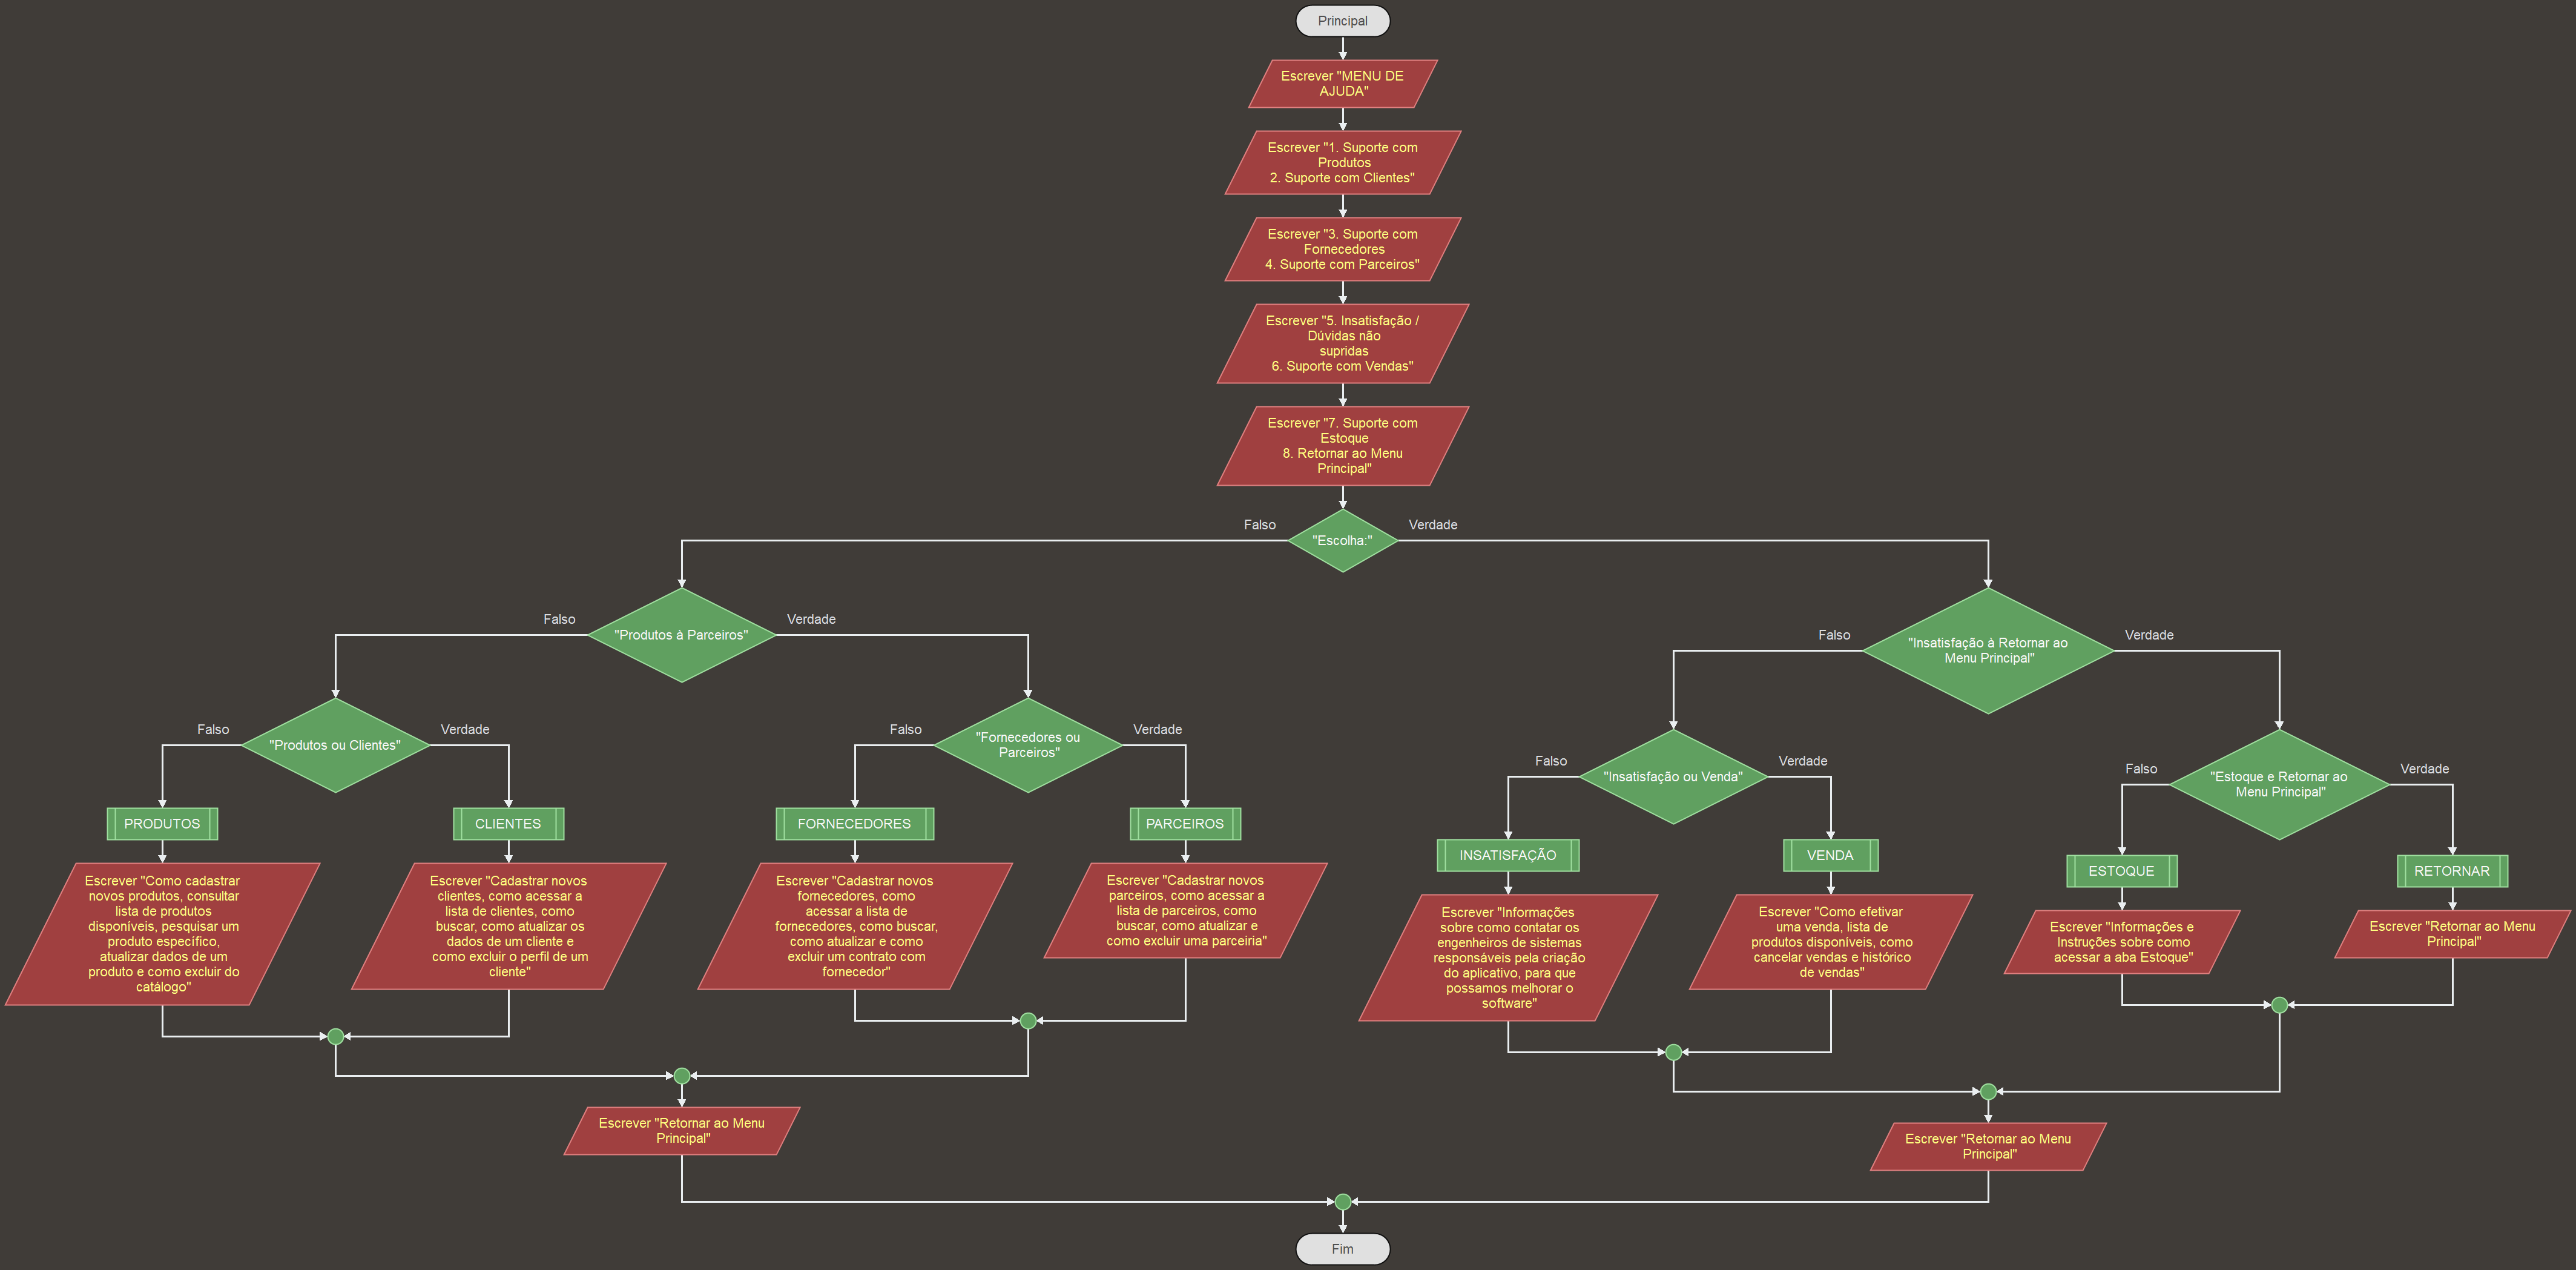 Principal
Escrever "MENU DE
AJUDA"
Escrever "1. Suporte com
Produtos
2. Suporte com Clientes"
Escrever "3. Suporte com
Fornecedores
4. Suporte com Parceiros"
Escrever "5. Insatisfação /
Dúvidas não
supridas
6. Suporte com Vendas"
Escrever "7. Suporte com
Estoque
8. Retornar ao Menu
Principal"
Falso
"Escolha:"
Verdade
Falso
"Produtos à Parceiros"
Verdade
Falso
"Insatisfação à Retornar ao
Menu Principal"
Verdade
Falso
"Produtos ou Clientes"
Verdade
Falso
"Fornecedores ou
Parceiros"
Verdade
Falso
"Insatisfação ou Venda"
Verdade
Falso
"Estoque e Retornar ao
Menu Principal"
Verdade
PRODUTOS
CLIENTES
FORNECEDORES
PARCEIROS
INSATISFAÇÃO
VENDA
ESTOQUE
RETORNAR
Escrever "Como cadastrar
novos produtos, consultar
lista de produtos
disponíveis, pesquisar um
produto específico,
atualizar dados de um
produto e como excluir do
catálogo"
Escrever "Cadastrar novos
clientes, como acessar a
lista de clientes, como
buscar, como atualizar os
dados de um cliente e
como excluir o perfil de um
cliente"
Escrever "Cadastrar novos
fornecedores, como
acessar a lista de
fornecedores, como buscar,
como atualizar e como
excluir um contrato com
fornecedor"
Escrever "Cadastrar novos
parceiros, como acessar a
lista de parceiros, como
buscar, como atualizar e
como excluir uma parceiria"
Escrever "Informações
sobre como contatar os
engenheiros de sistemas
responsáveis pela criação
do aplicativo, para que
possamos melhorar o
software"
Escrever "Como efetivar
uma venda, lista de
produtos disponíveis, como
cancelar vendas e histórico
de vendas"
Escrever "Informações e
Instruções sobre como
acessar a aba Estoque"
Escrever "Retornar ao Menu
Principal"
Escrever "Retornar ao Menu
Principal"
Escrever "Retornar ao Menu
Principal"
Fim